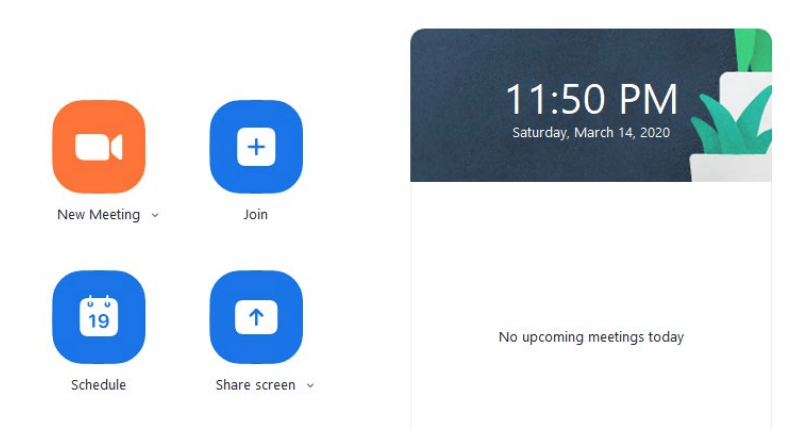 New Meeting
Join
19
Schedule
Share screen
11:50 PM
Saturday, March 14, 2020
No upcoming meetings today